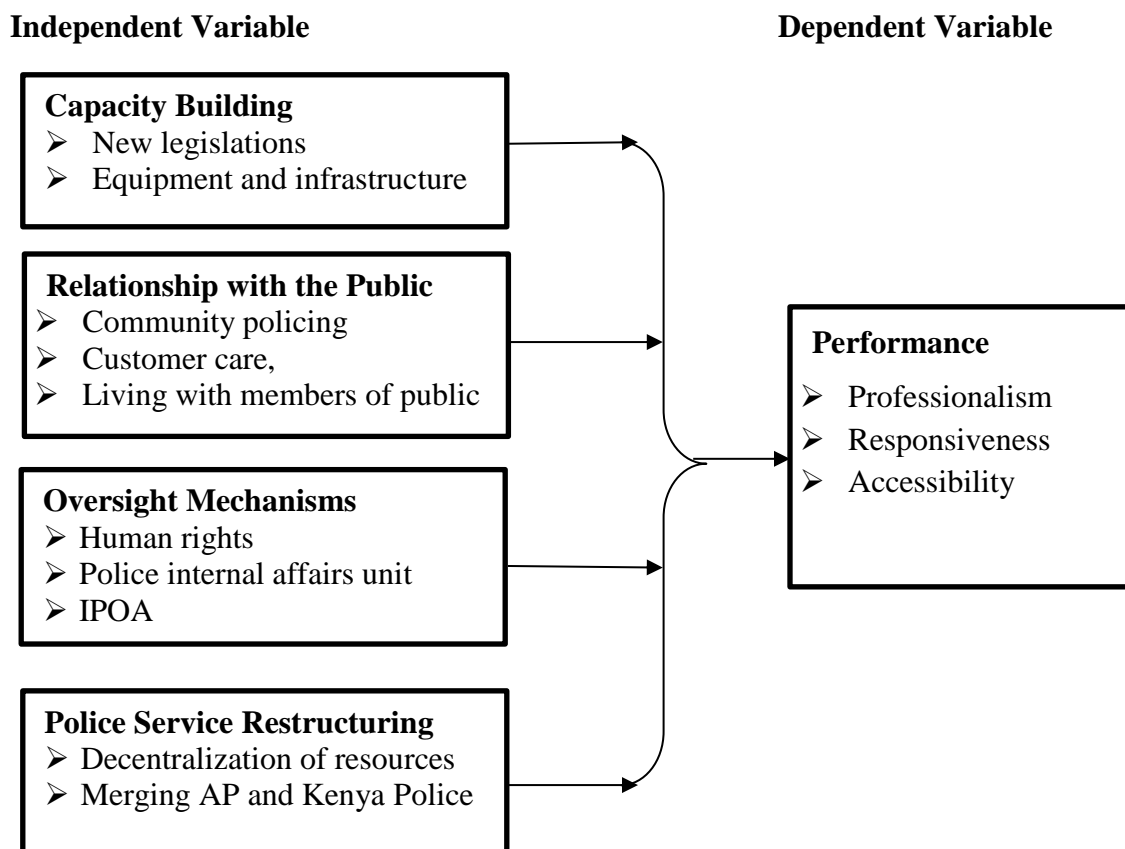 Independent Variable
Dependent Variable
Capacity Building
➢ New legislations
➢ Equipment and infrastructure
Relationship with the Public
➢ Community policing
➢ Customer care,
➢ Living with members of public
Oversight Mechanisms
➢ Human rights
➢ Police internal affairs unit
➢ IPOA
Police Service Restructuring
➢ Decentralization of resources
➢ Merging AP and Kenya Police
Performance
➢ Professionalism
➢ Responsiveness
➢ Accessibility